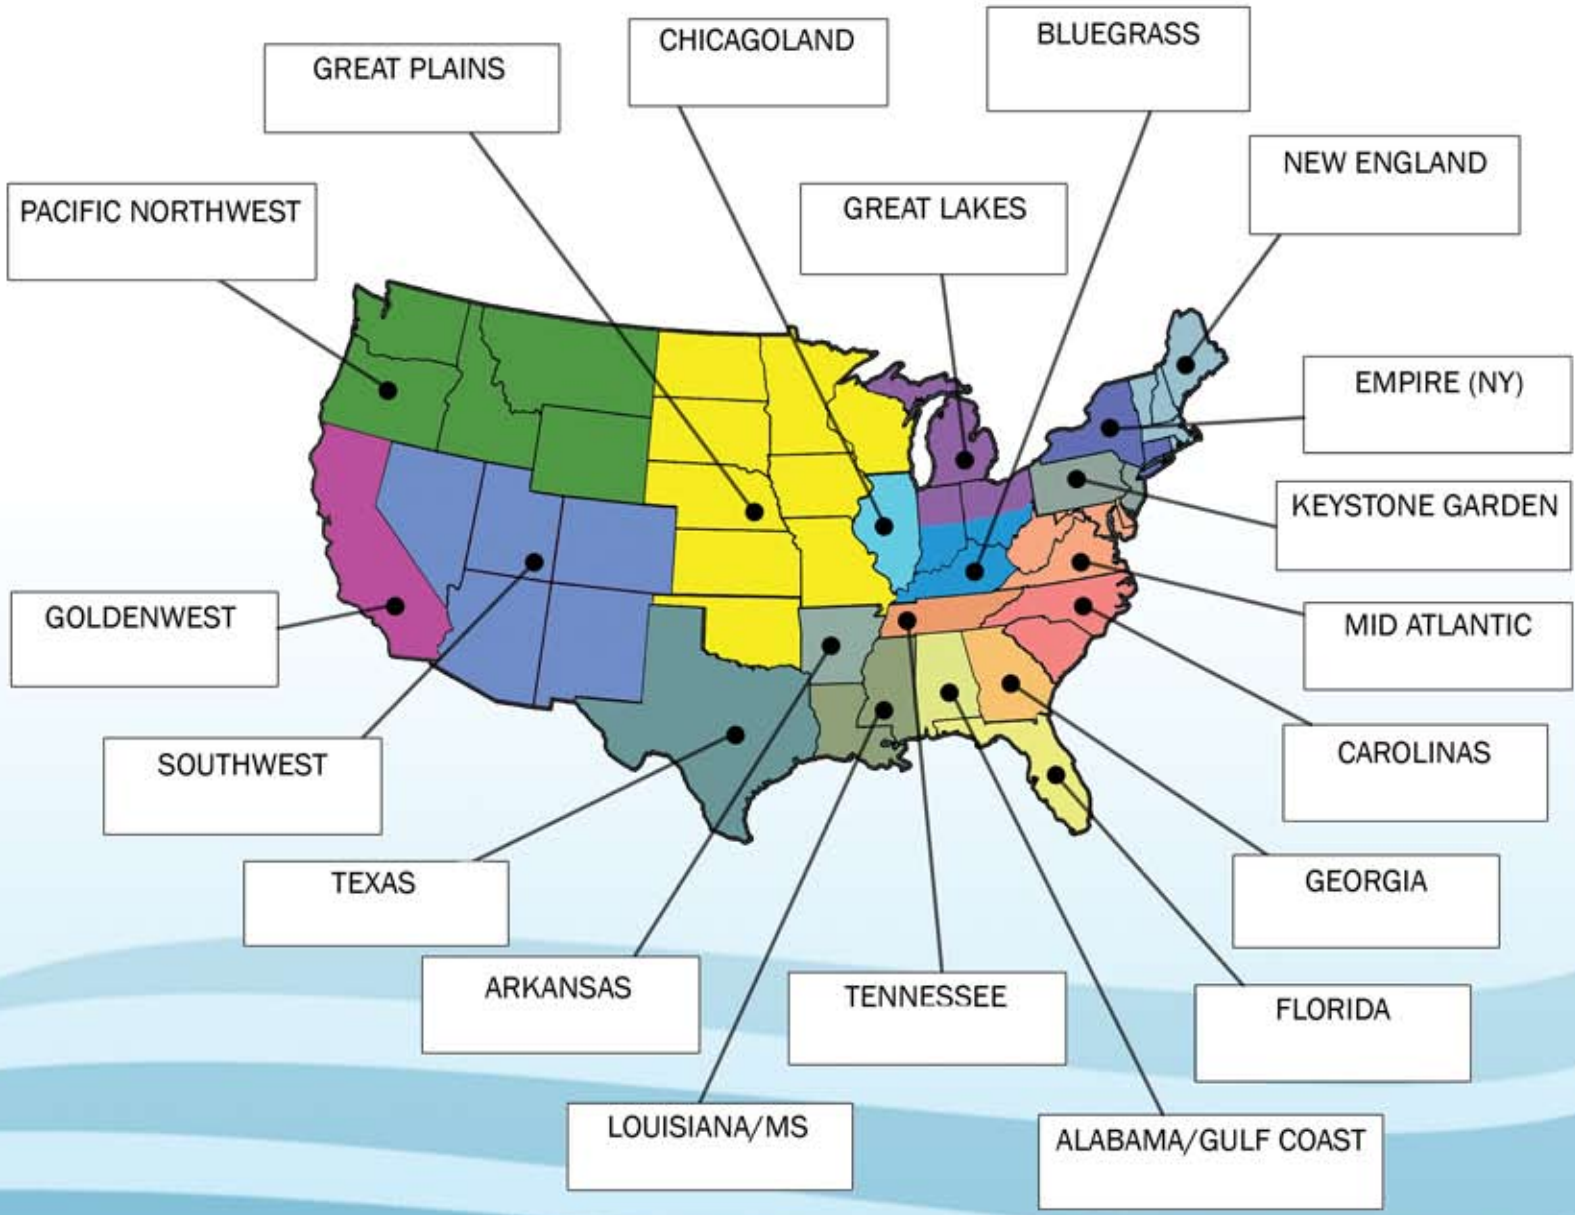 CHICAGOLAND
BLUEGRASS
GREAT PLAINS
NEW ENGLAND
PACIFIC NORTHWEST
GREAT LAKES
EMPIRE (NY)
KEYSTONE GARDEN
GOLDENWEST
MID ATLANTIC
SOUTHWEST
CAROLINAS
TEXAS
GEORGIA
ARKANSAS
TENNESSEE
FLORIDA
LOUISIANA/MS
ALABAMA/GULF COAST